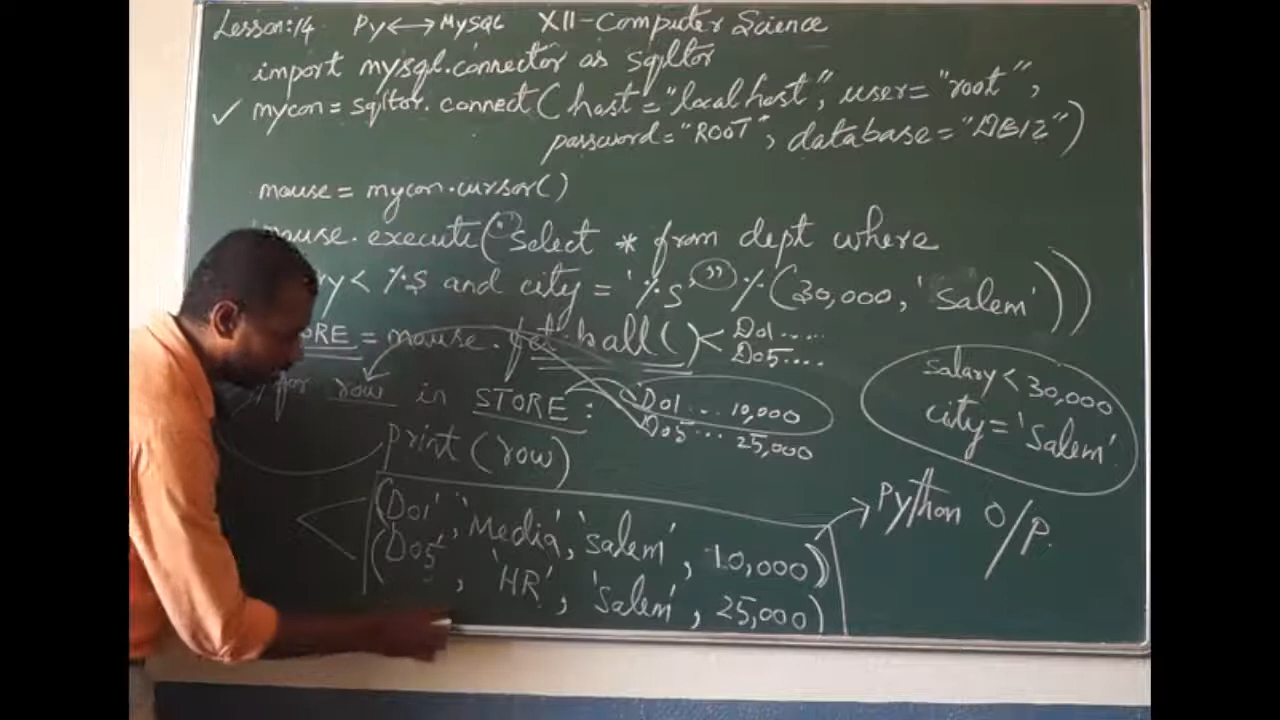 Lesson:14 Py↔MySQL XII-Computer Science
import mysql.connector as sqltor
✓ mycon = sqltor.connect(host="localhost", user="root",
password="ROOT", database="DB12")
mouse = mycon.cursor()
mouse.execute("select * from dept where
ry < %s and city = '%s'" %(30,000, 'Salem'))
ORE = mouse.fetchall() < D01.....
D05....
for row in STORE: D01... 10,000
D05... 25,000
print(row)
salary < 30,000
city = 'Salem'
('D01', 'Media', 'Salem', 10,000)
('D05', 'HR', 'Salem', 25,000)
Python O/P.